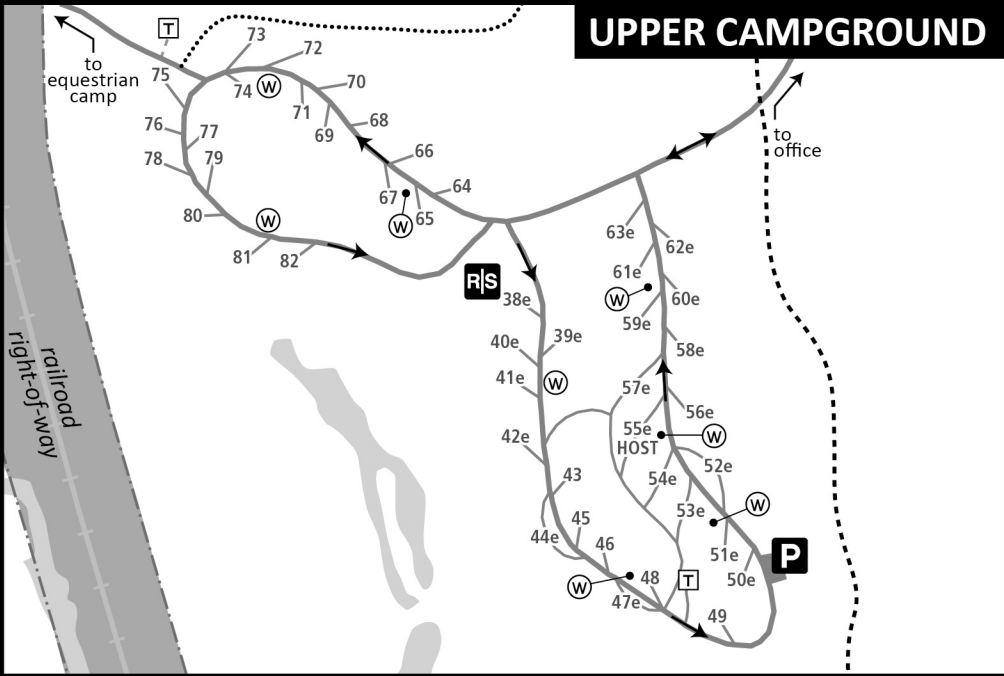 UPPER CAMPGROUND
T
to
equestrian
camp
73
72
75
74
W
70
71
69
68
76
77
66
78
79
67
W
65
64
80
W
81
82
to
office
R|S
63e
62e
61e
W
60e
59e
58e
38e
39e
40e
41e
W
57e
56e
55e
HOST
W
42e
43
54e
52e
53e
W
44e
45
46
51e
50e
P
W
47e
48
T
49
railroad
right-of-way